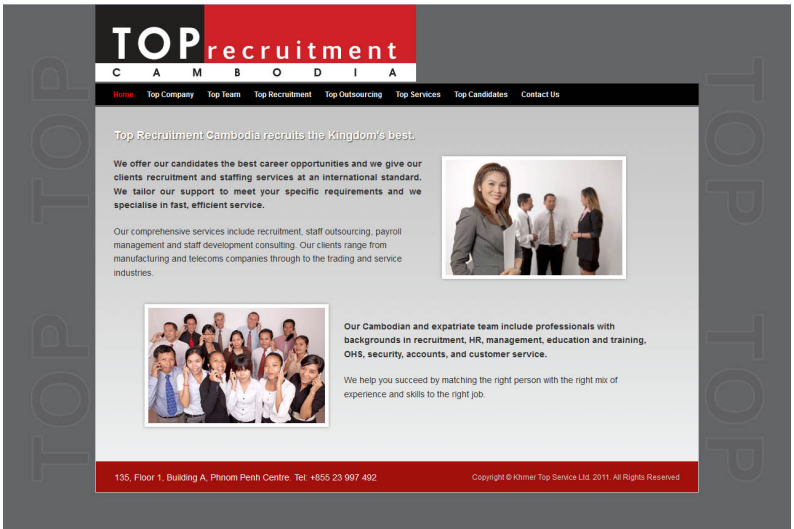 TOP recruitment
CAMBODIA
Home Top Company Top Team Top Recruitment Top Outsourcing Top Services Top Candidates Contact Us
Top Recruitment Cambodia recruits the Kingdom's best.
We offer our candidates the best career opportunities and we give our
clients recruitment and staffing services at an international standard.
We tailor our support to meet your specific requirements and we
specialise in fast, efficient service.
Our comprehensive services include recruitment, staff outsourcing, payroll
management and staff development consulting. Our clients range from
manufacturing and telecoms companies through to the trading and service
industries.
Our Cambodian and expatriate team include professionals with
backgrounds in recruitment, HR, management, education and training,
OHS, security, accounts, and customer service.
We help you succeed by matching the right person with the right mix of
experience and skills to the right job.
135, Floor 1, Building A, Phnom Penh Centre. Tel: +855 23 997 492
Copyright © Khmer Top Service Ltd. 2011. All Rights Reserved
TOP
TOP
TOP
TOP